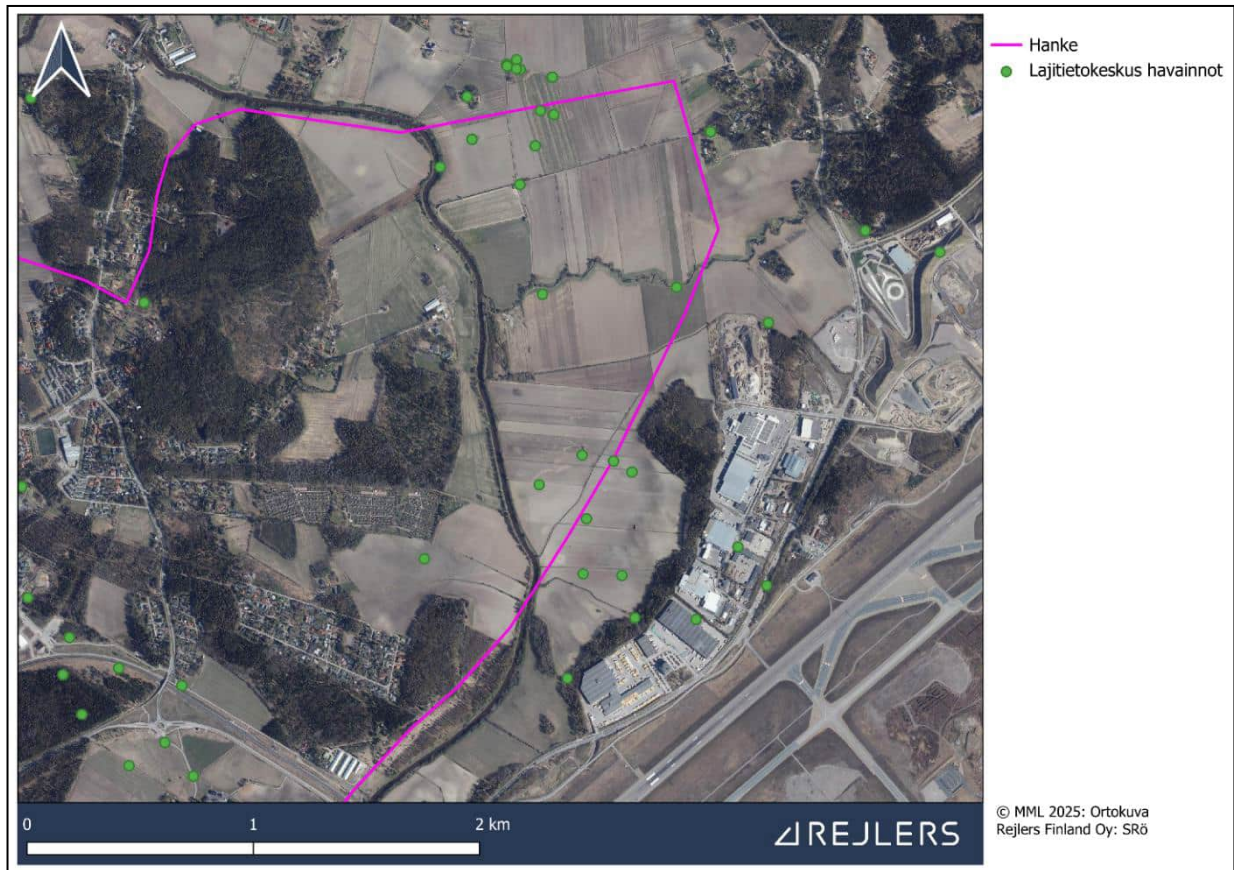 Hanke
Lajitietokeskus havainnot
0 1 2 km
REJLERS
© MML 2025: Ortokuva
Rejlers Finland Oy: SRö